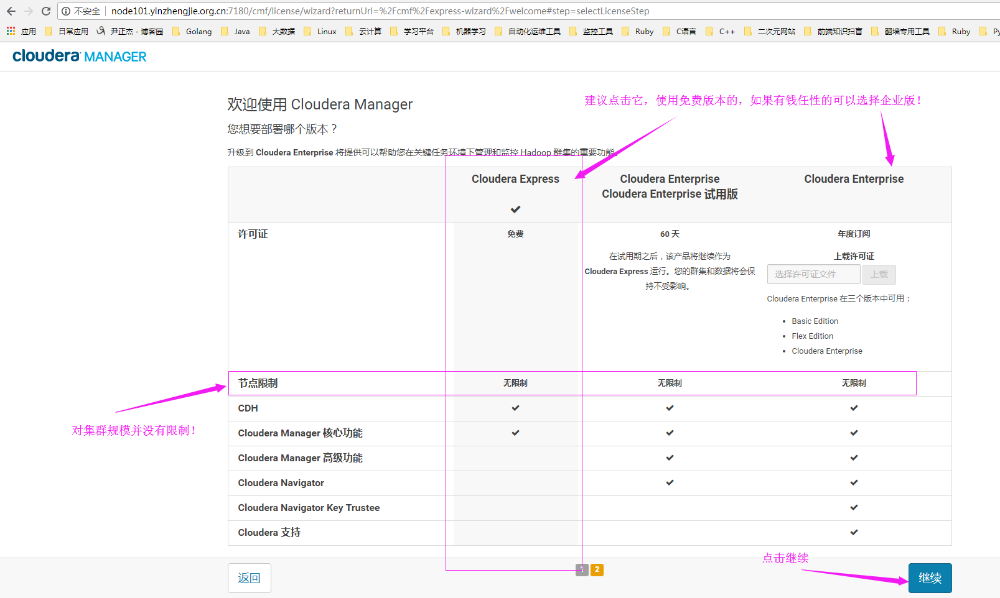 不安全 node101.yinzhengjie.org.cn:7180/cmf/license/wizard?returnUrl=%2Fcmf%2Fexpress-wizard%2Fwelcome#step=selectLicenseStep
应用 日常应用 尹正杰 - 博客园 Golang Java 大数据 Linux 云计算 学习平台 机器学习 自动化运维工具 监控工具 Ruby C语言 C++ 二次元网站 前端知识扫盲 翻墙专用工具 Ruby Py
cloudera MANAGER
建议点击它，使用免费版本的，如果有钱任性的可以选择企业版！
欢迎使用 Cloudera Manager
您想要部署哪个版本？
升级到 Cloudera Enterprise 将提供可以帮助您在关键任务环境下管理和监控 Hadoop 群集的重要功能。
Cloudera Express
Cloudera Enterprise
Cloudera Enterprise 试用版
Cloudera Enterprise
许可证 免费 60 天 年度订阅
在试用期之后，该产品将继续作为
Cloudera Express 运行。您的群集和数据将会保
持不受影响。
上载许可证
选择许可证文件 上载
Cloudera Enterprise 在三个版本中可用：
• Basic Edition
• Flex Edition
• Cloudera Enterprise
节点限制 无限制 无限制 无限制
CDH
Cloudera Manager 核心功能
对集群规模并没有限制！
Cloudera Manager 高级功能
Cloudera Navigator
Cloudera Navigator Key Trustee
Cloudera 支持
点击继续
返回 1 2 继续